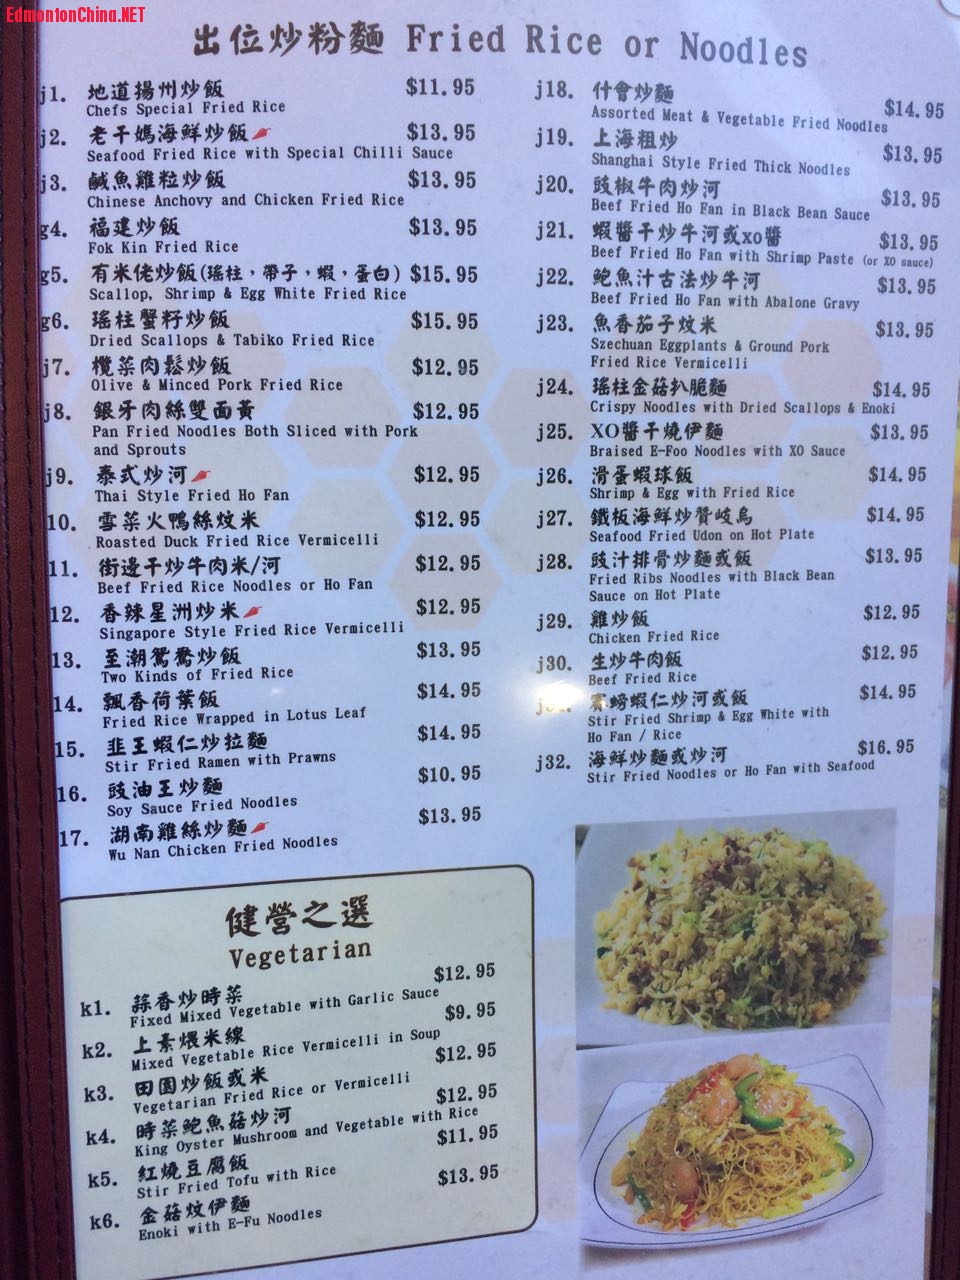 EdmontonChina.NET
出位炒粉麵 Fried Rice or Noodles
j1. 地道揚州炒飯 $11.95
Chefs Special Fried Rice
j2. 老干媽海鮮炒飯 $13.95
Seafood Fried Rice with Special Chilli Sauce
j3. 鹹魚雞粒炒飯 $13.95
Chinese Anchovy and Chicken Fried Rice
g4. 福建炒飯 $13.95
Fok Kin Fried Rice
g5. 有米佬炒飯(瑤柱，帶子，蝦，蛋白) $15.95
Scallop, Shrimp & Egg White Fried Rice
g6. 瑤柱蟹籽炒飯 $15.95
Dried Scallops & Tabiko Fried Rice
j7. 欖菜肉鬆炒飯 $12.95
Olive & Minced Pork Fried Rice
j8. 銀牙肉絲雙面黃 $12.95
Pan Fried Noodles Both Sliced with Pork
and Sprouts
j9. 泰式炒河 $12.95
Thai Style Fried Ho Fan
10. 雪菜火鴨絲炆米 $12.95
Roasted Duck Fried Rice Vermicelli
11. 街邊干炒牛肉米/河 $12.95
Beef Fried Rice Noodles or Ho Fan
12. 香辣星洲炒米 $12.95
Singapore Style Fried Rice Vermicelli
13. 至潮鴛鴦炒飯 $13.95
Two Kinds of Fried Rice
14. 飄香荷葉飯 $14.95
Fried Rice Wrapped in Lotus Leaf
15. 韭王蝦仁炒拉麵 $14.95
Stir Fried Ramen with Prawns
16. 豉油王炒麵 $10.95
Soy Sauce Fried Noodles
17. 湖南雞絲炒麵 $13.95
Wu Nan Chicken Fried Noodles
j18. 什會炒麵 $14.95
Assorted Meat & Vegetable Fried Noodles
j19. 上海粗炒 $13.95
Shanghai Style Fried Thick Noodles
j20. 豉椒牛肉炒河 $13.95
Beef Fried Ho Fan in Black Bean Sauce
j21. 蝦醬干炒牛河或XO醬 $13.95
Beef Fried Ho Fan with Shrimp Paste (or XO sauce)
j22. 鮑魚汁古法炒牛河 $13.95
Beef Fried Ho Fan with Abalone Gravy
j23. 魚香茄子炆米 $13.95
Szechuan Eggplants & Ground Pork
Fried Rice Vermicelli
j24. 瑤柱金菇扒脆麵 $14.95
Crispy Noodles with Dried Scallops & Enoki
j25. XO醬干燒伊麵 $13.95
Braised E-Foo Noodles with XO Sauce
j26. 滑蛋蝦球飯 $14.95
Shrimp & Egg with Fried Rice
j27. 鐵板海鮮炒贊岐烏 $14.95
Seafood Fried Udon on Hot Plate
j28. 豉汁排骨炒麵或飯 $13.95
Fried Ribs Noodles with Black Bean
Sauce on Hot Plate
j29. 雞炒飯 $12.95
Chicken Fried Rice
j30. 生炒牛肉飯 $12.95
Beef Fried Rice
賽螃蝦仁炒河或飯 $14.95
Stir Fried Shrimp & Egg White with
Ho Fan / Rice
j32. 海鮮炒麵或炒河 $16.95
Stir Fried Noodles or Ho Fan with Seafood
健營之選
Vegetarian
k1. 蒜香炒時菜 $12.95
Fixed Mixed Vegetable with Garlic Sauce
k2. 上素煨米線 $9.95
Mixed Vegetable Rice Vermicelli in Soup
k3. 田園炒飯或米 $12.95
Vegetarian Fried Rice or Vermicelli
k4. 時菜鮑魚菇炒河 $12.95
King Oyster Mushroom and Vegetable with Rice
k5. 紅燒豆腐飯 $11.95
Stir Fried Tofu with Rice
k6. 金菇炆伊麵 $13.95
Enoki with E-Fu Noodles